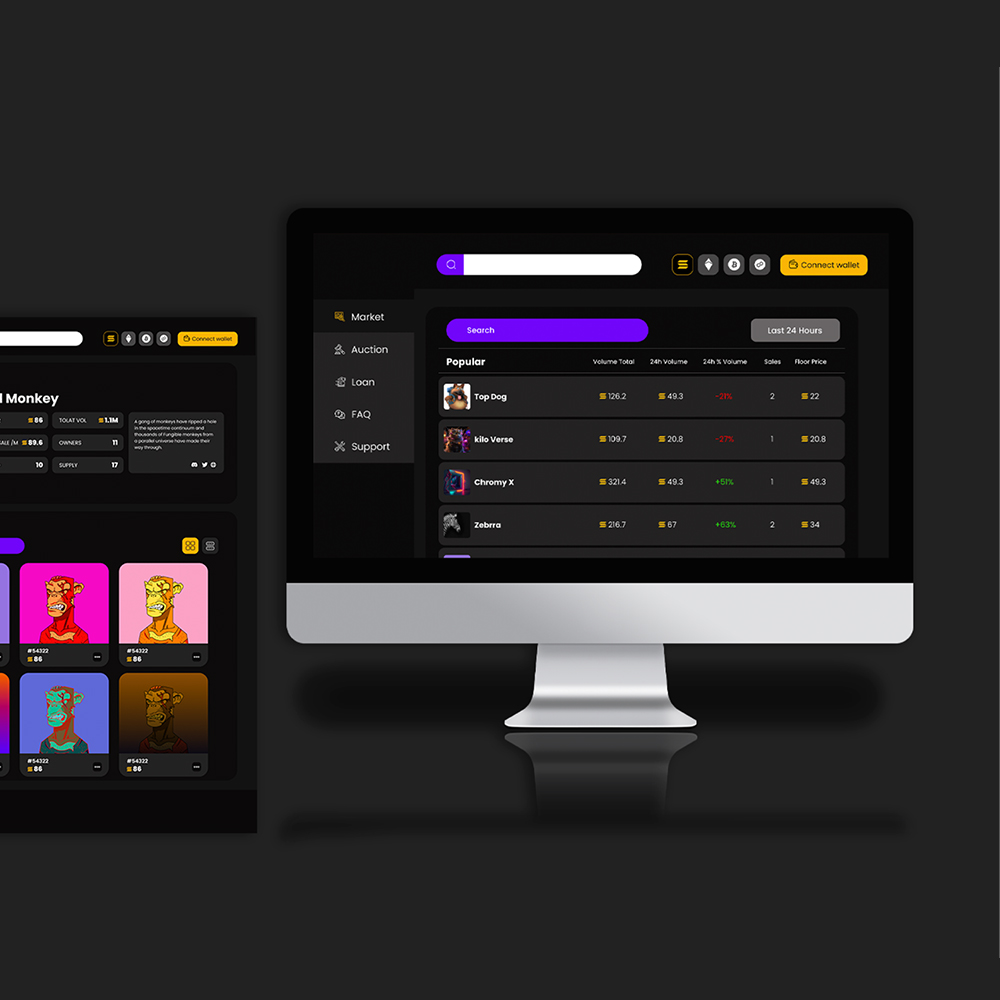 Connect wallet
l Monkey
86
TOLAT VOL 1.1M
SALE /M 89.6
OWNERS 11
10
SUPPLY 17
A gang of monkeys have ripped a hole
in the spacetime continuum and
thousands of Fungible monkeys from
a parallel universe have made their
way through.
#54322
86
#54322
86
#54322
86
#54322
86
Connect wallet
Market
Auction
Loan
FAQ
Support
Search
Last 24 Hours
Popular Volume Total 24h Volume 24h % Volume Sales Floor Price
Top Dog 126.2 49.3 -21% 2 22
kilo Verse 109.7 20.8 -27% 1 20.8
Chromy X 321.4 49.3 +51% 1 49.3
Zebrra 216.7 67 +63% 2 34